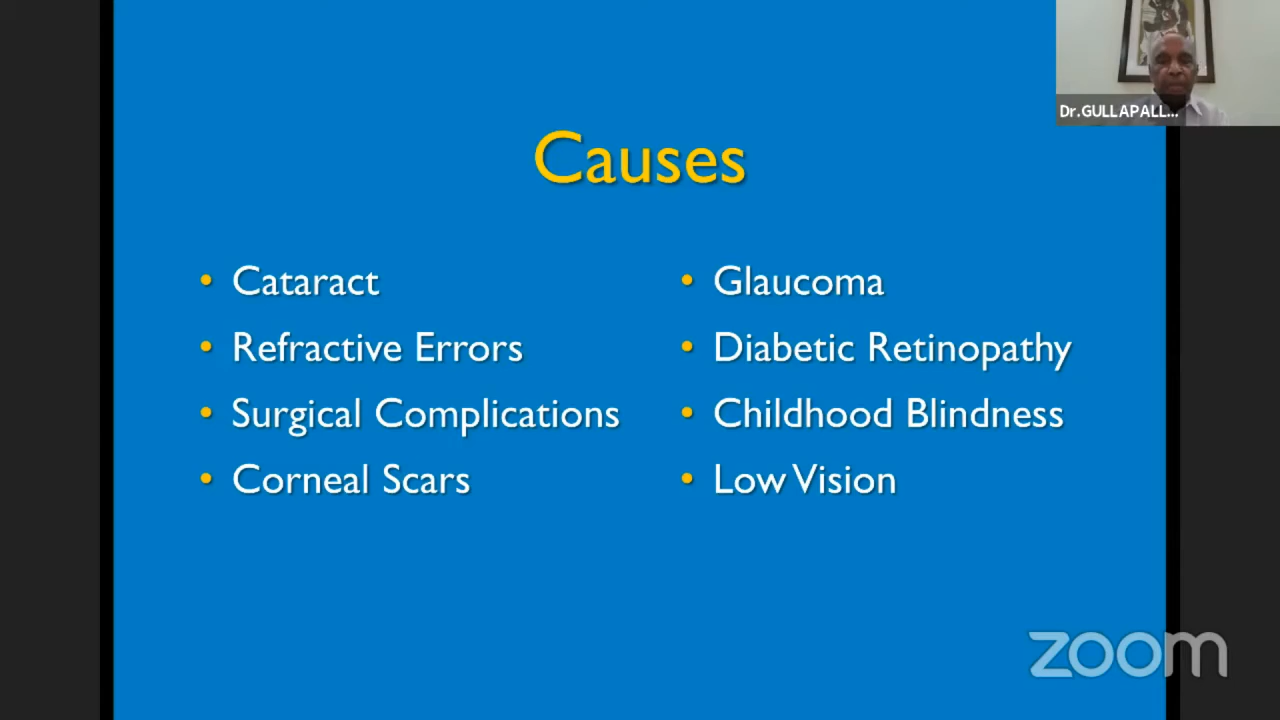 Dr.GULLAPALL...
Causes
• Cataract
• Refractive Errors
• Surgical Complications
• Corneal Scars
• Glaucoma
• Diabetic Retinopathy
• Childhood Blindness
• Low Vision
zoom